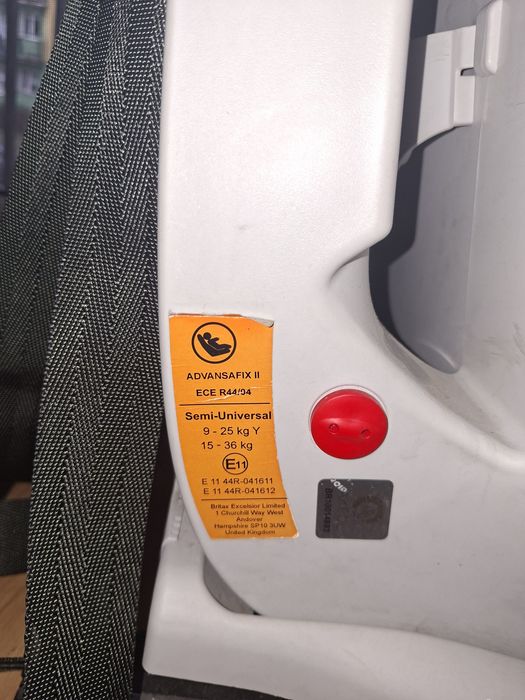 ADVANSAFIX II
ECE R44/04
Semi-Universal
9 - 25 kg Y
15 - 36 kg
E11
E 11 44R-041611
E 11 44R-041612
Britax Excelsior Limited
1 Churchill Way West
Andover
Hampshire SP10 3UW
United Kingdom